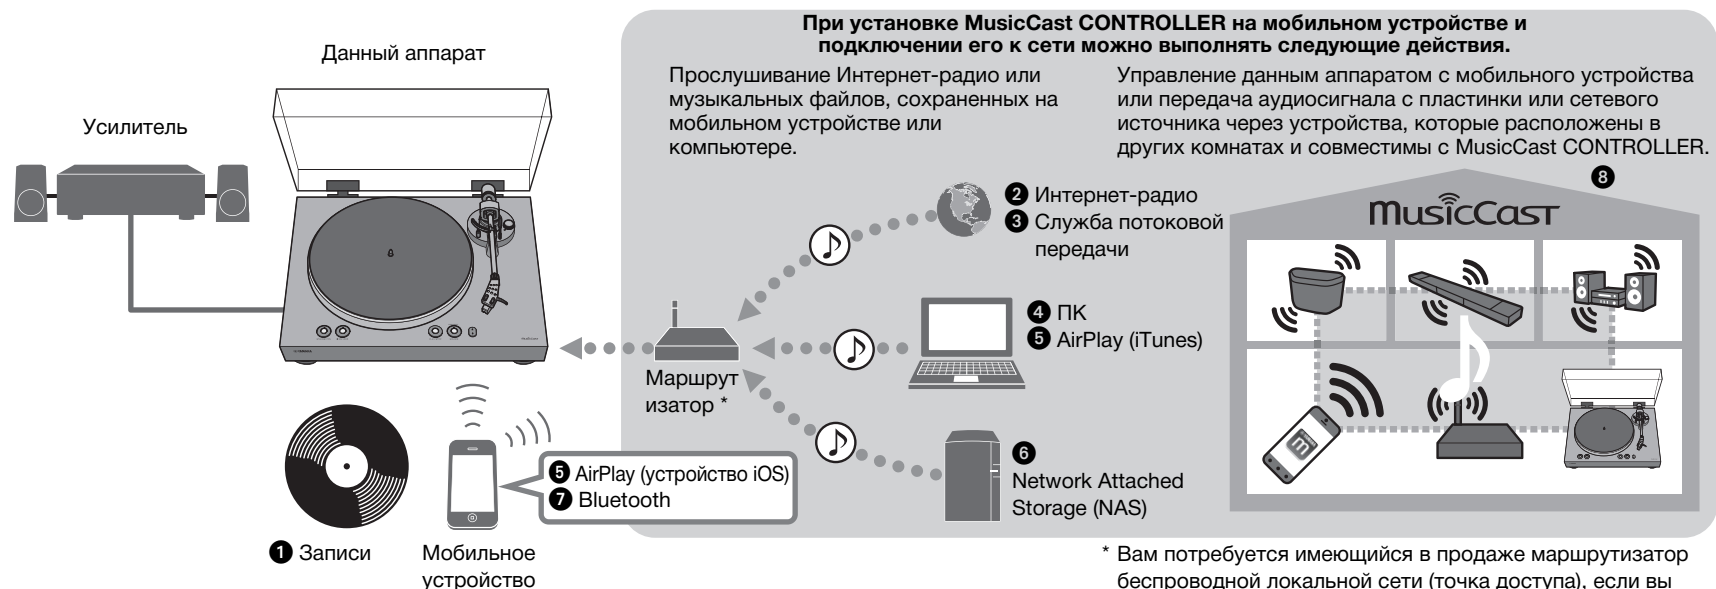 При установке MusicCast CONTROLLER на мобильном устройстве и
подключении его к сети можно выполнять следующие действия.
Данный аппарат
Усилитель
Прослушивание Интернет-радио или
музыкальных файлов, сохраненных на
мобильном устройстве или
компьютере.
Управление данным аппаратом с мобильного устройства
или передача аудиосигнала с пластинки или сетевого
источника через устройства, которые расположены в
других комнатах и совместимы с MusicCast CONTROLLER.
8
MusicCast
2 Интернет-радио
3 Служба потоковой
передачи
4 ПК
5 AirPlay (iTunes)
Маршрут
изатор *
6
Network Attached
Storage (NAS)
5 AirPlay (устройство iOS)
7 Bluetooth
1 Записи
Мобильное
устройство
* Вам потребуется имеющийся в продаже маршрутизатор
беспроводной локальной сети (точка доступа), если вы